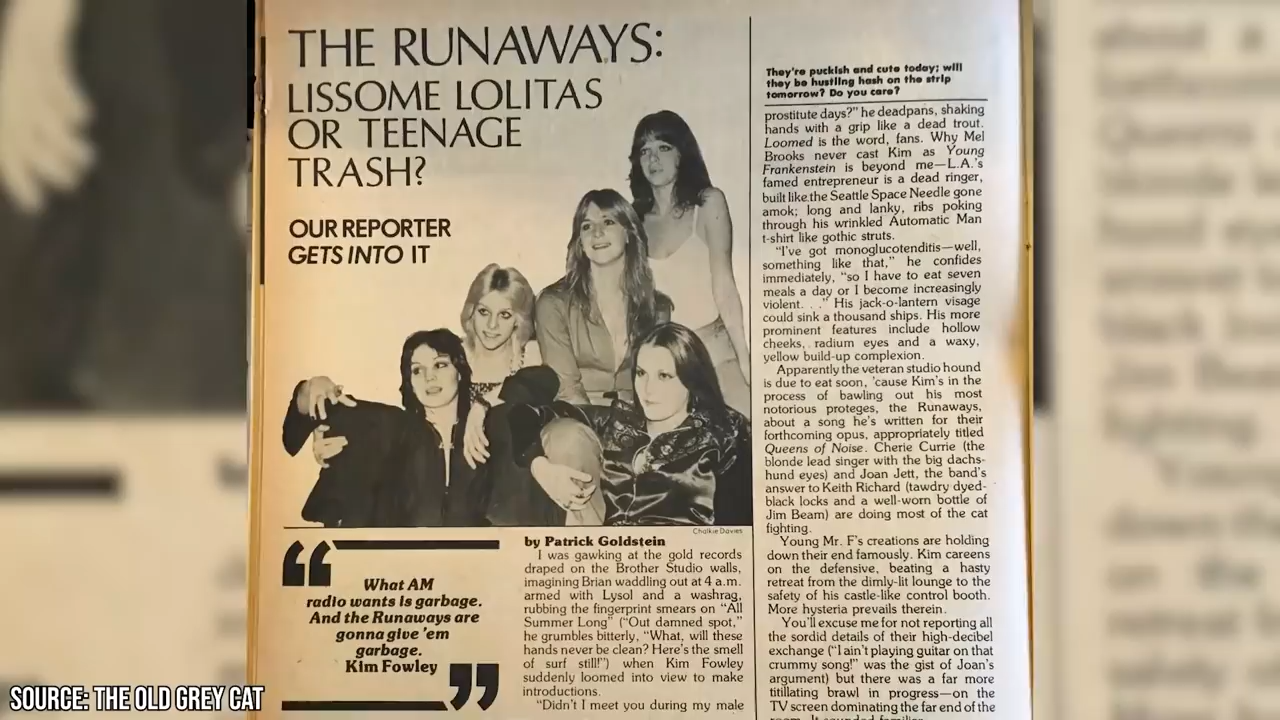 THE RUNAWAYS:
LISSOME LOLITAS
OR TEENAGE
TRASH?
OUR REPORTER
GETS INTO IT
Chalkie Davies
What AM
radio wants is garbage.
And the Runaways are
gonna give 'em
garbage.
Kim Fowley
by Patrick Goldstein
I was gawking at the gold records
draped on the Brother Studio walls,
imagining Brian waddling out at 4 a.m.
armed with Lysol and a washrag,
rubbing the fingerprint smears on "All
Summer Long" ("Out damned spot,"
he grumbles bitterly, "What, will these
hands never be clean? Here's the smell
of surf still!") when Kim Fowley
suddenly loomed into view to make
introductions.
"Didn't I meet you during my male
They're puckish and cute today; will
they be hustling hash on the strip
tomorrow? Do you care?
prostitute days?" he deadpans, shaking
hands with a grip like a dead trout.
Loomed is the word, fans. Why Mel
Brooks never cast Kim as Young
Frankenstein is beyond me—L.A.'s
famed entrepreneur is a dead ringer,
built like the Seattle Space Needle gone
amok; long and lanky, ribs poking
through his wrinkled Automatic Man
t-shirt like gothic struts.
"I've got monoglucotenditis—well,
something like that," he confides
immediately, "so I have to eat seven
meals a day or I become increasingly
violent. . ." His jack-o-lantern visage
could sink a thousand ships. His more
prominent features include hollow
cheeks, radium eyes and a waxy,
yellow build-up complexion.
Apparently the veteran studio hound
is due to eat soon, 'cause Kim's in the
process of bawling out his most
notorious proteges, the Runaways,
about a song he's written for their
forthcoming opus, appropriately titled
Queens of Noise. Cherie Currie (the
blonde lead singer with the big dachs-
hund eyes) and Joan Jett, the band's
answer to Keith Richard (tawdry dyed-
black locks and a well-worn bottle of
Jim Beam) are doing most of the cat
fighting.
Young Mr. F's creations are holding
down their end famously. Kim careens
on the defensive, beating a hasty
retreat from the dimly-lit lounge to the
safety of his castle-like control booth.
More hysteria prevails therein.
You'll excuse me for not reporting all
the sordid details of their high-decibel
exchange ("I ain't playing guitar on that
crummy song!" was the gist of Joan's
argument) but there was a far more
titillating brawl in progress—on the
TV screen dominating the far end of the
SOURCE: THE OLD GREY CAT